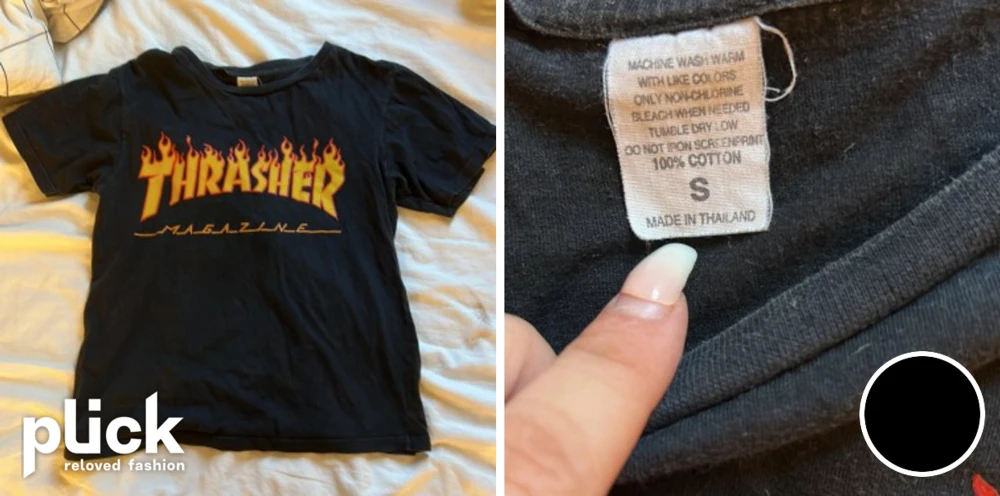 THRASHER
MAGAZINE
plick
reloved fashion
MACHINE WASH WARM
WITH LIKE COLORS
ONLY NON-CHLORINE
BLEACH WHEN NEEDED
TUMBLE DRY LOW
DO NOT IRON SCREENPRINT
100% COTTON
S
MADE IN THAILAND